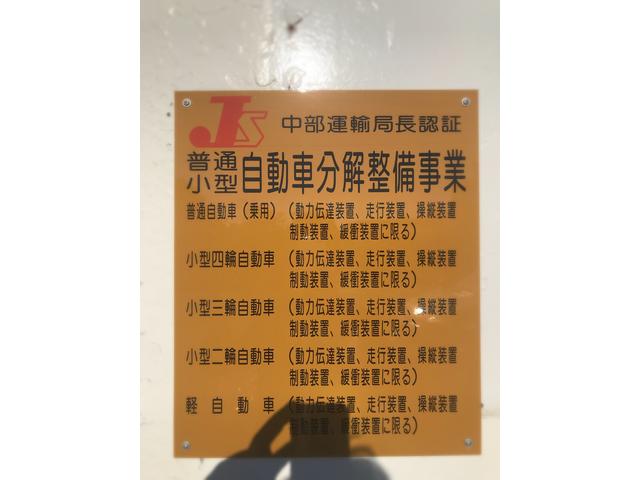 JS 中部運輸局長認証
普通
小型 自動車分解整備事業
普通自動車（乗用）（動力伝達装置、走行装置、操縦装置
制動装置、緩衝装置に限る）
小型四輪自動車（動力伝達装置、走行装置、操縦装置
制動装置、緩衝装置に限る）
小型三輪自動車（動力伝達装置、走行装置、操縦装置
制動装置、緩衝装置に限る）
小型二輪自動車（動力伝達装置、走行装置、操縦装置
制動装置、緩衝装置に限る）
軽自動車（動力伝達装置、走行装置、操縦装置
制動装置、緩衝装置に限る）